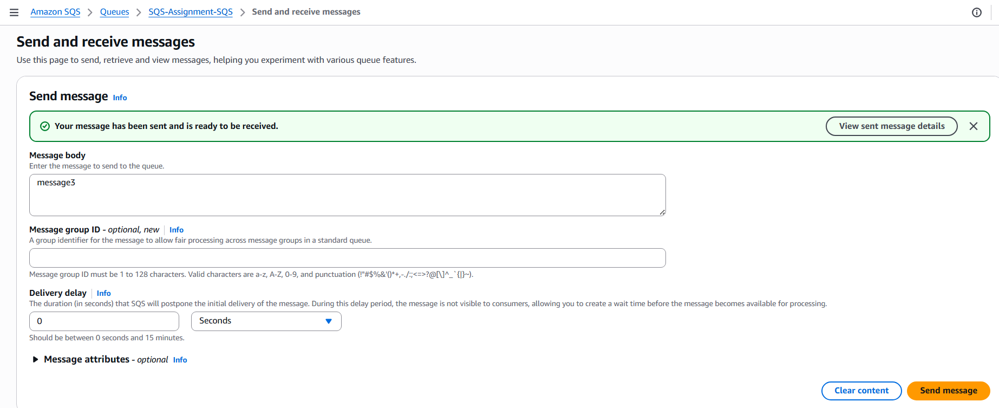 Amazon SQS > Queues > SQS-Assignment-SQS > Send and receive messages
Send and receive messages
Use this page to send, retrieve and view messages, helping you experiment with various queue features.
Send message Info
Your message has been sent and is ready to be received.
View sent message details
Message body
Enter the message to send to the queue.
message3
Message group ID - optional, new Info
A group identifier for the message to allow fair processing across message groups in a standard queue.
Message group ID must be 1 to 128 characters. Valid characters are a-z, A-Z, 0-9, and punctuation (!"#$%&'()*+,-./:;<=>?@[\]^_`{|}~).
Delivery delay Info
The duration (in seconds) that SQS will postpone the initial delivery of the message. During this delay period, the message is not visible to consumers, allowing you to create a wait time before the message becomes available for processing.
0 Seconds
Should be between 0 seconds and 15 minutes.
Message attributes - optional Info
Clear content Send message